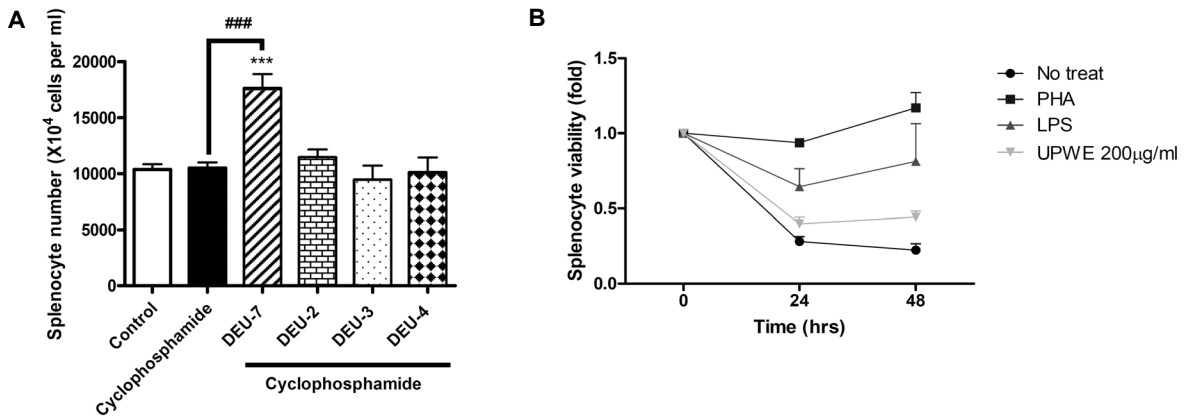 A
Splenocyte number (X10⁴ cells per ml)
20000
15000
10000
5000
0
###
***
Control
Cyclophosphamide
DEU-7
DEU-2
DEU-3
DEU-4
Cyclophosphamide
B
Splenocyte viability (fold)
1.5
1.0
0.5
0.0
0
24
48
Time (hrs)
No treat
PHA
LPS
UPWE 200µg/ml